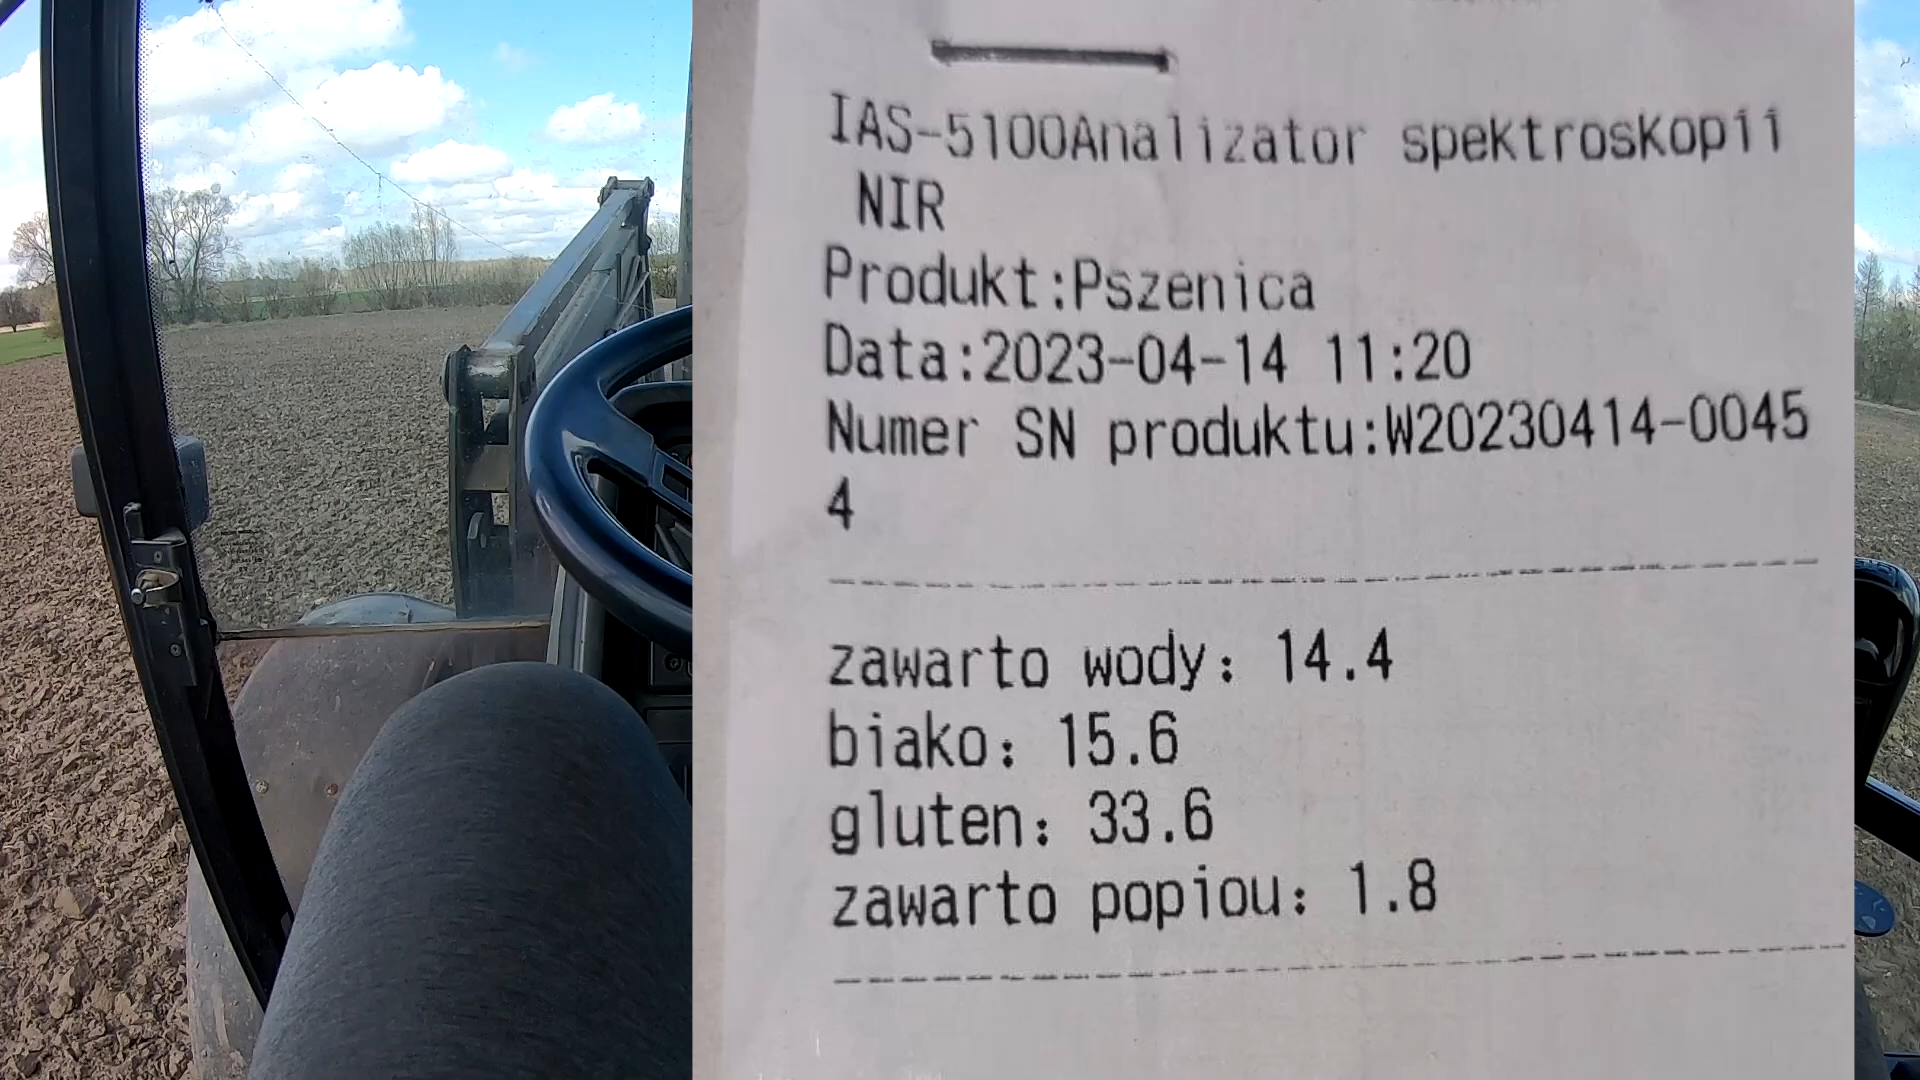 IAS-5100Analizator spektroskopii
NIR
Produkt:Pszenica
Data:2023-04-14 11:20
Numer SN produktu:W20230414-0045
4
zawarto wody: 14.4
biako: 15.6
gluten: 33.6
zawarto popiou: 1.8